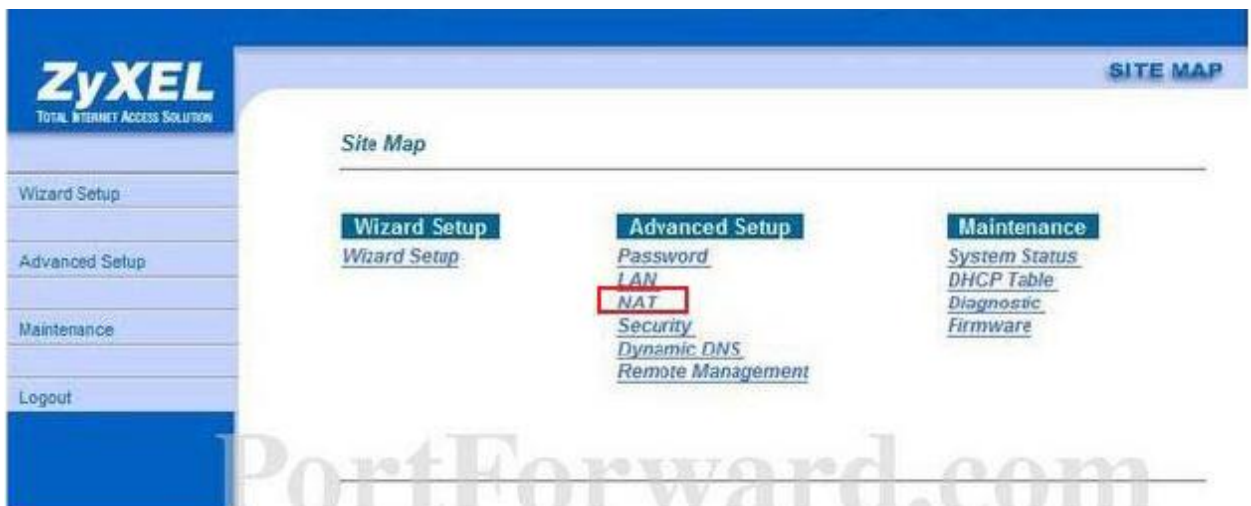 ZyXEL
TOTAL INTERNET ACCESS SOLUTION
SITE MAP
Wizard Setup
Advanced Setup
Maintenance
Logout
Site Map
Wizard Setup
Wizard Setup
Advanced Setup
Password
LAN
NAT
Security
Dynamic DNS
Remote Management
Maintenance
System Status
DHCP Table
Diagnostic
Firmware
PortForward.com